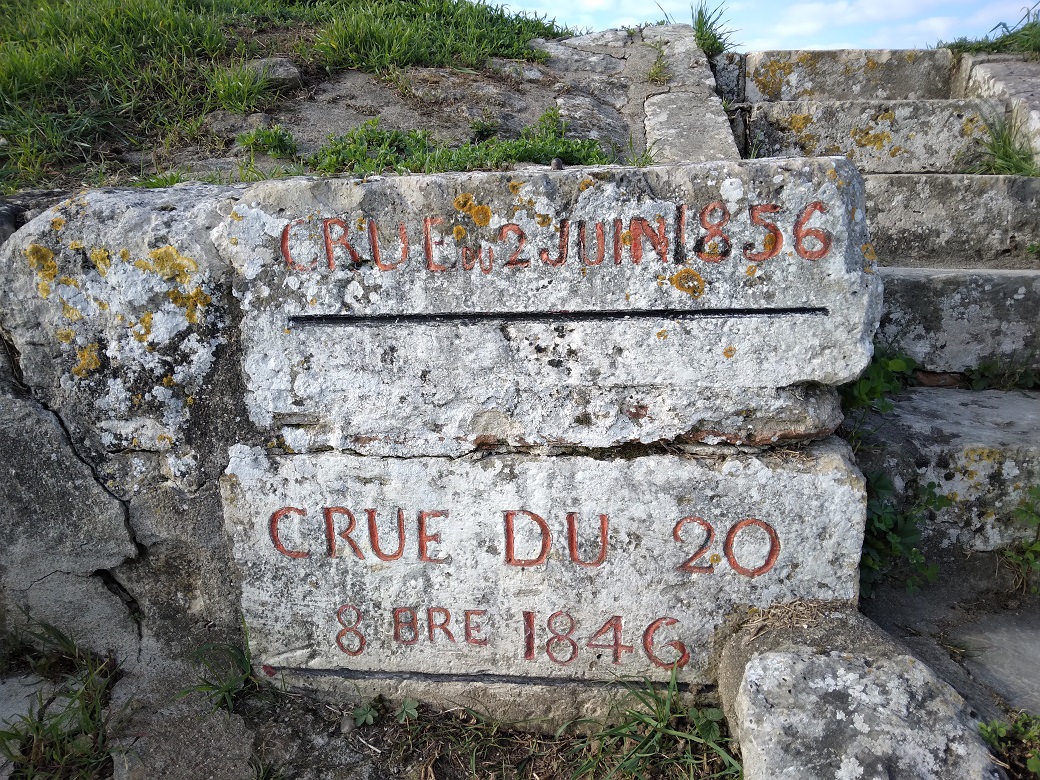 CRUE DU 2 JUIN 1856
CRUE DU 20
8 BRE 1846